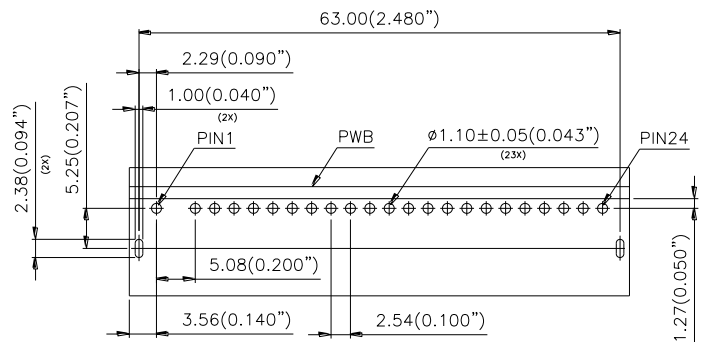 63.00(2.480”)
2.29(0.090”)
1.00(0.040”)
(2X)
2.38(0.094”)
(2X)
5.25(0.207”)
PIN1
PWB
ø1.10±0.05(0.043”)
(23X)
PIN24
5.08(0.200”)
3.56(0.140”)
2.54(0.100”)
1.27(0.050”)